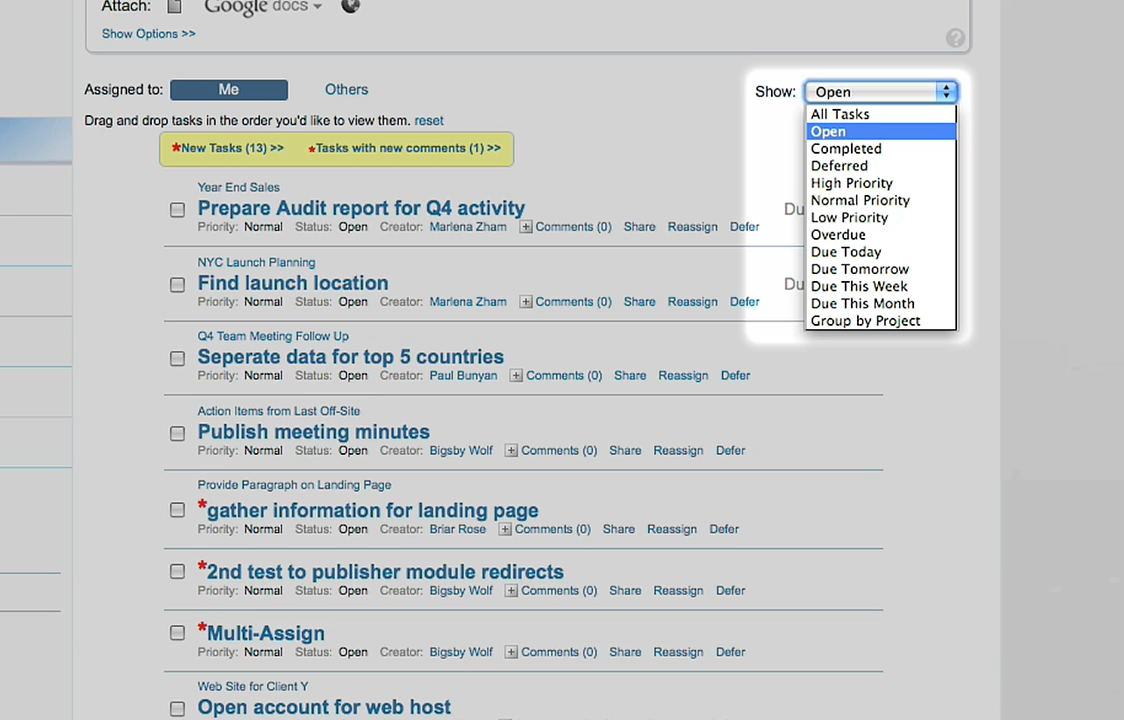 Attach: Google docs
Show Options >>
?
Assigned to: Me Others Show: Open
All Tasks
Open
Completed
Deferred
High Priority
Normal Priority
Low Priority
Overdue
Due Today
Due Tomorrow
Due This Week
Due This Month
Group by Project
Drag and drop tasks in the order you'd like to view them. reset
*New Tasks (13) >> *Tasks with new comments (1) >>
Year End Sales
Prepare Audit report for Q4 activity Du
Priority: Normal Status: Open Creator: Marlena Zham + Comments (0) Share Reassign Defer
NYC Launch Planning
Find launch location Du
Priority: Normal Status: Open Creator: Marlena Zham + Comments (0) Share Reassign Defer
Q4 Team Meeting Follow Up
Seperate data for top 5 countries
Priority: Normal Status: Open Creator: Paul Bunyan + Comments (0) Share Reassign Defer
Action Items from Last Off-Site
Publish meeting minutes
Priority: Normal Status: Open Creator: Bigsby Wolf + Comments (0) Share Reassign Defer
Provide Paragraph on Landing Page
*gather information for landing page
Priority: Normal Status: Open Creator: Briar Rose + Comments (0) Share Reassign Defer
*2nd test to publisher module redirects
Priority: Normal Status: Open Creator: Bigsby Wolf + Comments (0) Share Reassign Defer
*Multi-Assign
Priority: Normal Status: Open Creator: Bigsby Wolf + Comments (0) Share Reassign Defer
Web Site for Client Y
Open account for web host